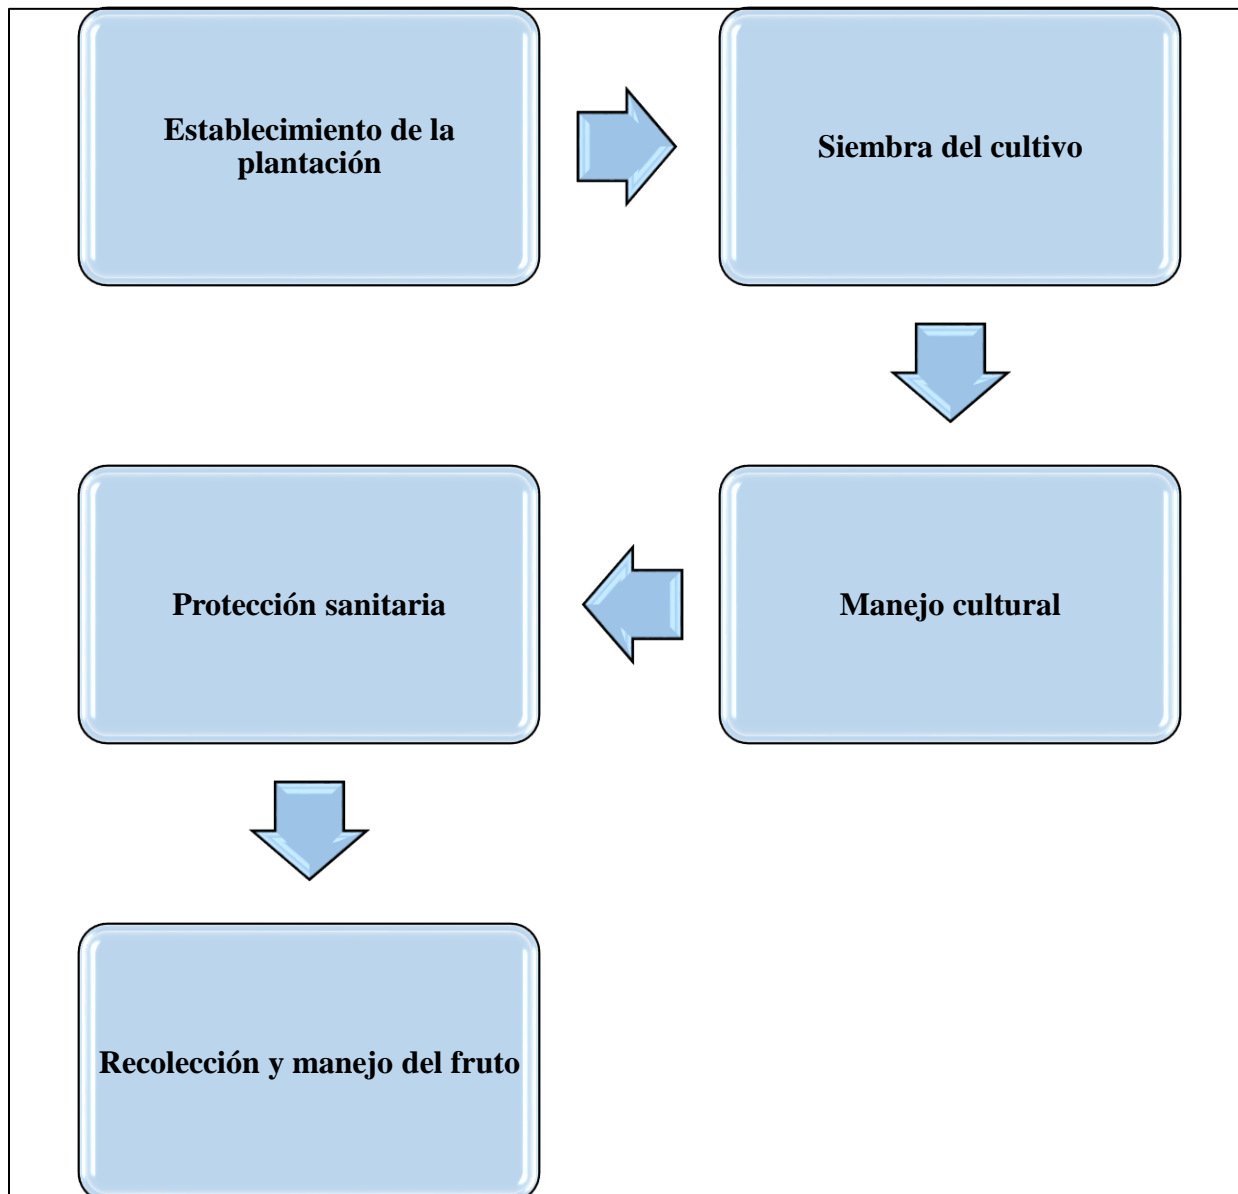 Establecimiento de la
plantación
Siembra del cultivo
Manejo cultural
Protección sanitaria
Recolección y manejo del fruto